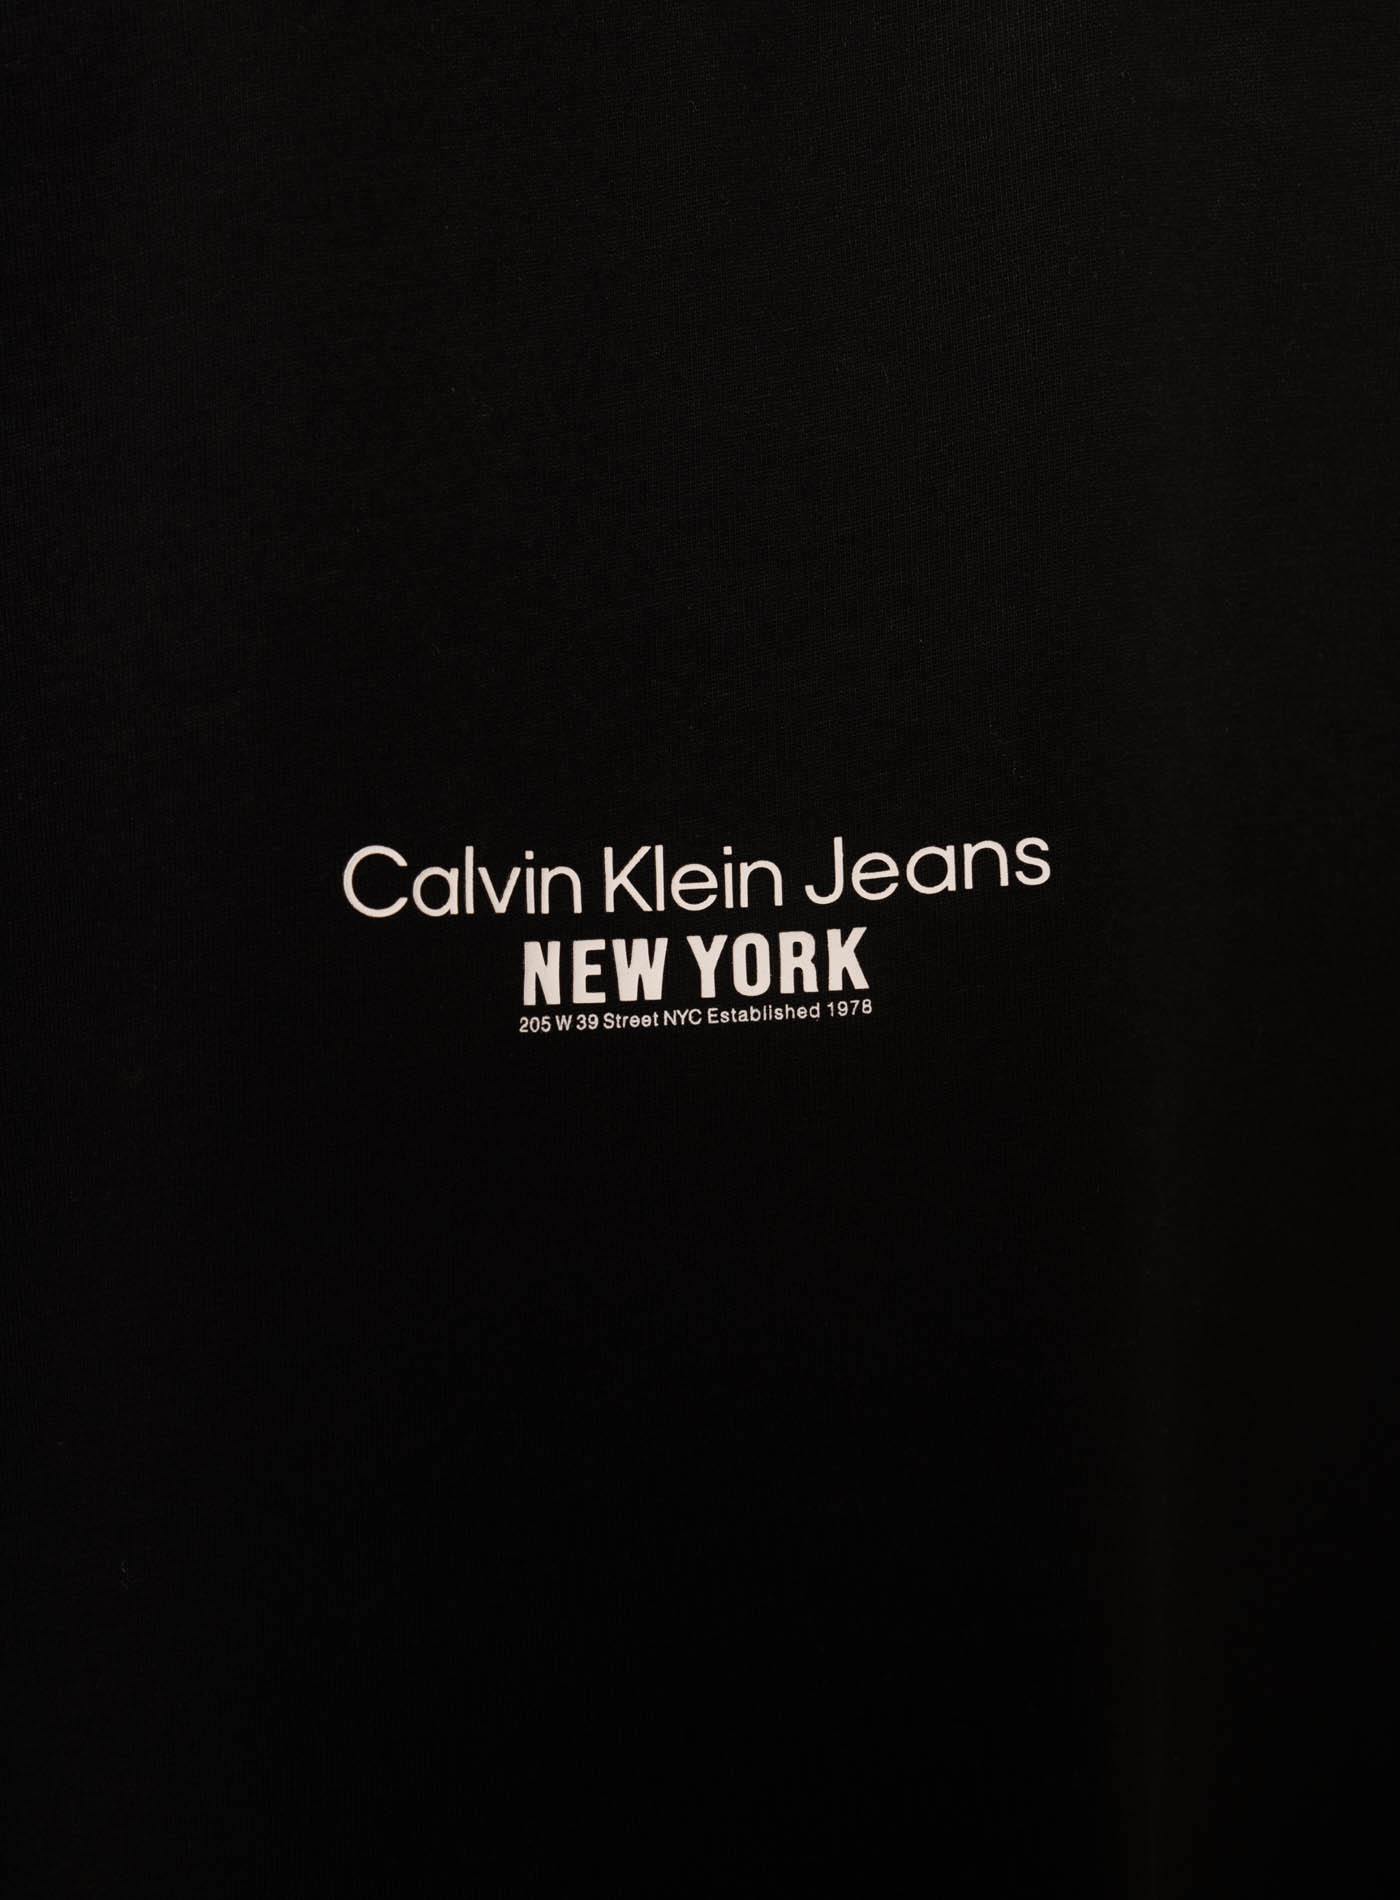 Calvin Klein Jeans
NEW YORK
205 W 39 Street NYC Established 1978